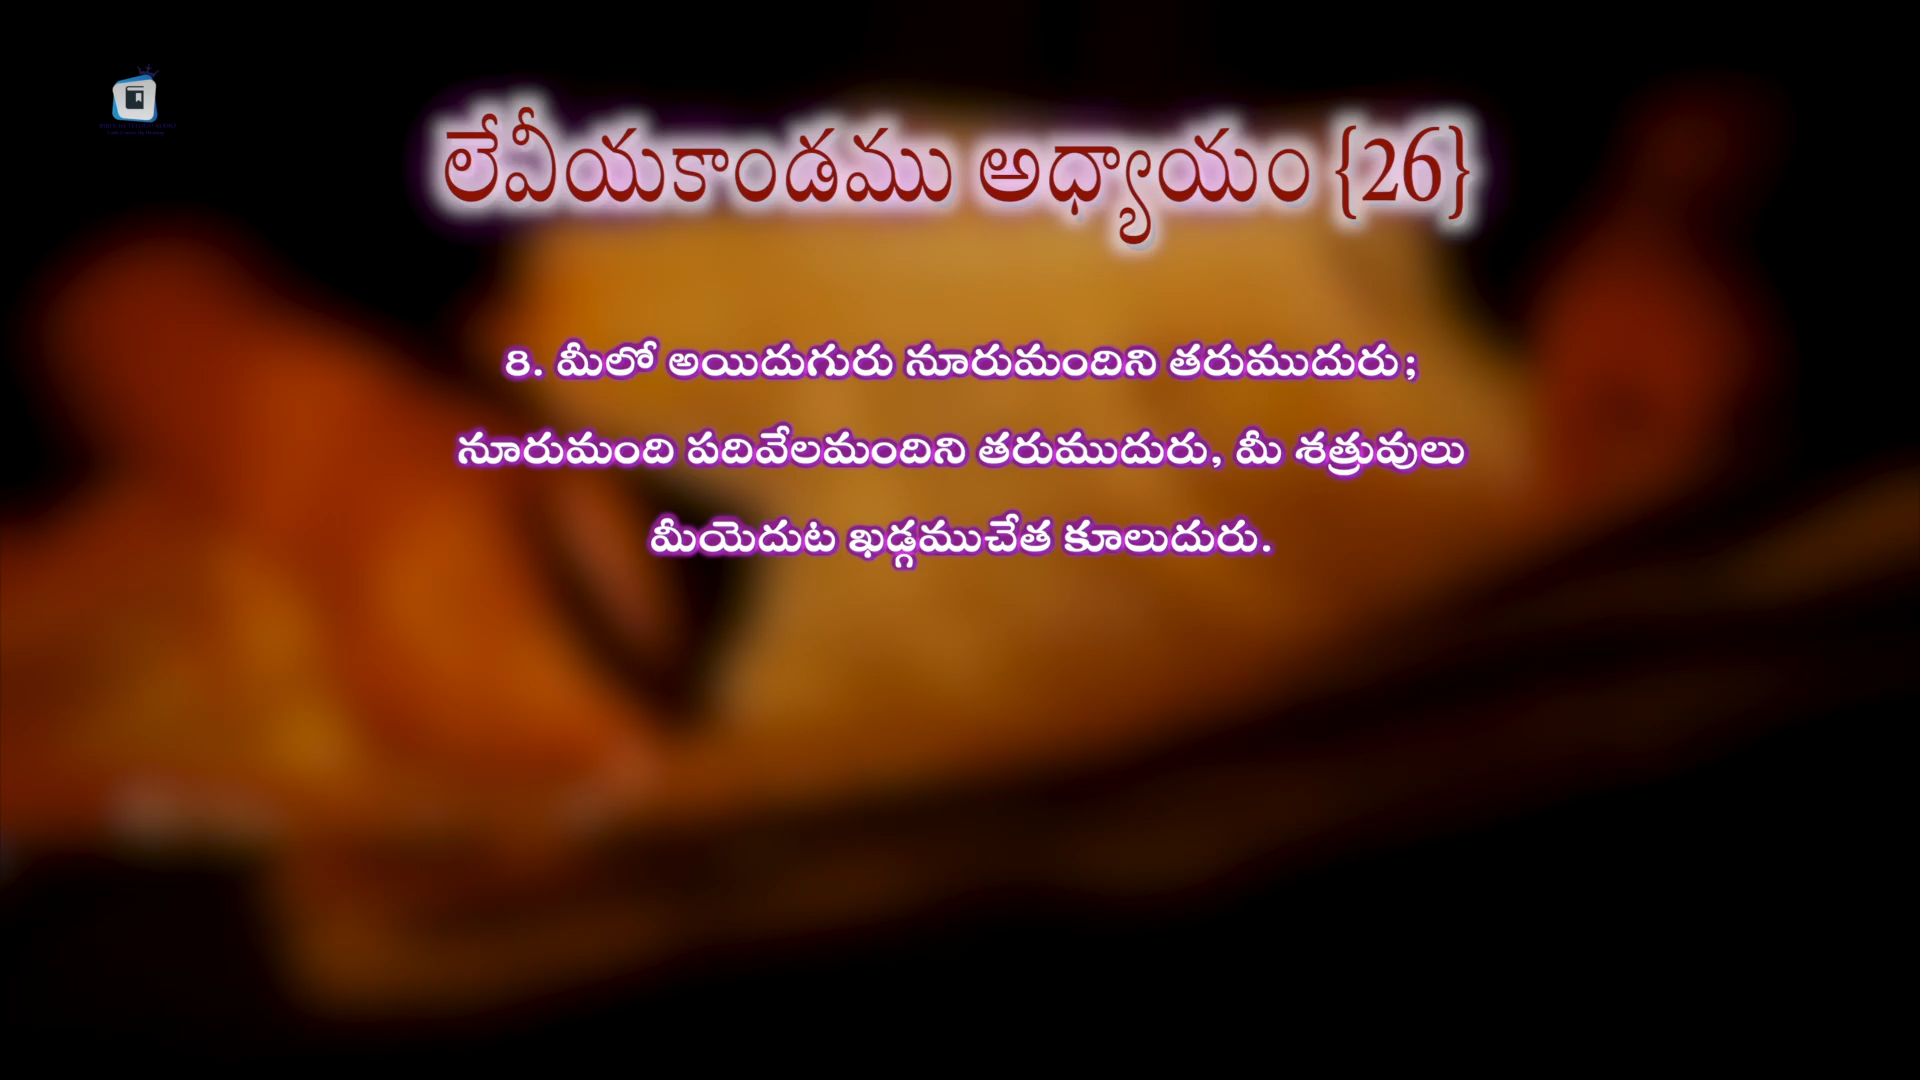 లేవీయకాండము అధ్యాయం {26}
8. మీలో అయిదుగురు నూరుమందిని తరుముదురు;
నూరుమంది పదివేలమందిని తరుముదురు, మీ శత్రువులు
మీయెదుట ఖడ్గముచేత కూలుదురు.